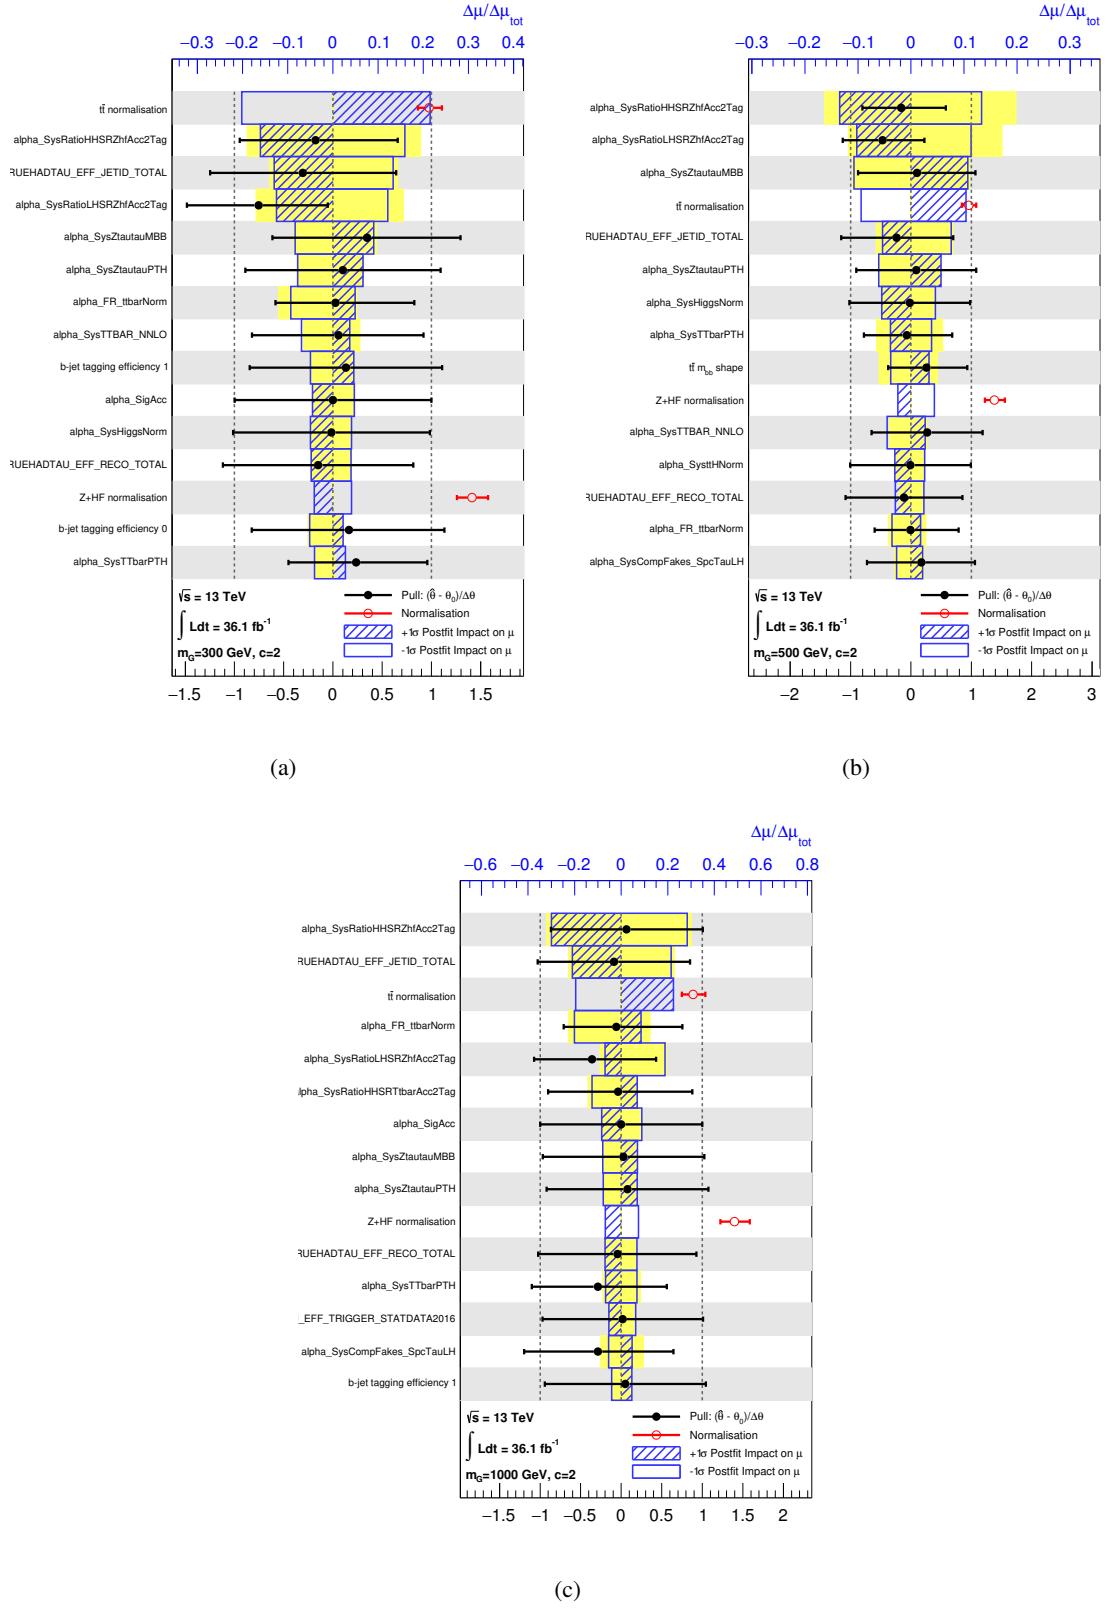 Δμ/Δμtot
−0.3 −0.2 −0.1 0 0.1 0.2 0.3 0.4
tt̄ normalisation
alpha_SysRatioHHSRZhfAcc2Tag
RUEHADTAU_EFF_JETID_TOTAL
alpha_SysRatioLHSRZhfAcc2Tag
alpha_SysZtautauMBB
alpha_SysZtautauPTH
alpha_FR_ttbarNorm
alpha_SysTTBAR_NNLO
b-jet tagging efficiency 1
alpha_SigAcc
alpha_SysHiggsNorm
RUEHADTAU_EFF_RECO_TOTAL
Z+HF normalisation
b-jet tagging efficiency 0
alpha_SysTTbarPTH
√s = 13 TeV
∫ Ldt = 36.1 fb⁻¹
mG=300 GeV, c=2
Pull: (θ̂ - θ₀)/Δθ
Normalisation
+1σ Postfit Impact on μ
-1σ Postfit Impact on μ
−1.5 −1 −0.5 0 0.5 1 1.5
(a)
Δμ/Δμtot
−0.3 −0.2 −0.1 0 0.1 0.2 0.3
alpha_SysRatioHHSRZhfAcc2Tag
alpha_SysRatioLHSRZhfAcc2Tag
alpha_SysZtautauMBB
tt̄ normalisation
RUEHADTAU_EFF_JETID_TOTAL
alpha_SysZtautauPTH
alpha_SysHiggsNorm
alpha_SysTTbarPTH
tt̄ mbb shape
Z+HF normalisation
alpha_SysTTBAR_NNLO
alpha_SysttHNorm
RUEHADTAU_EFF_RECO_TOTAL
alpha_FR_ttbarNorm
alpha_SysCompFakes_SpcTauLH
√s = 13 TeV
∫ Ldt = 36.1 fb⁻¹
mG=500 GeV, c=2
Pull: (θ̂ - θ₀)/Δθ
Normalisation
+1σ Postfit Impact on μ
-1σ Postfit Impact on μ
−2 −1 0 1 2 3
(b)
Δμ/Δμtot
−0.6 −0.4 −0.2 0 0.2 0.4 0.6 0.8
alpha_SysRatioHHSRZhfAcc2Tag
RUEHADTAU_EFF_JETID_TOTAL
tt̄ normalisation
alpha_FR_ttbarNorm
alpha_SysRatioLHSRZhfAcc2Tag
lpha_SysRatioHHSRTtbarAcc2Tag
alpha_SigAcc
alpha_SysZtautauMBB
alpha_SysZtautauPTH
Z+HF normalisation
RUEHADTAU_EFF_RECO_TOTAL
alpha_SysTTbarPTH
_EFF_TRIGGER_STATDATA2016
alpha_SysCompFakes_SpcTauLH
b-jet tagging efficiency 1
√s = 13 TeV
∫ Ldt = 36.1 fb⁻¹
mG=1000 GeV, c=2
Pull: (θ̂ - θ₀)/Δθ
Normalisation
+1σ Postfit Impact on μ
-1σ Postfit Impact on μ
−1.5 −1 −0.5 0 0.5 1 1.5 2
(c)